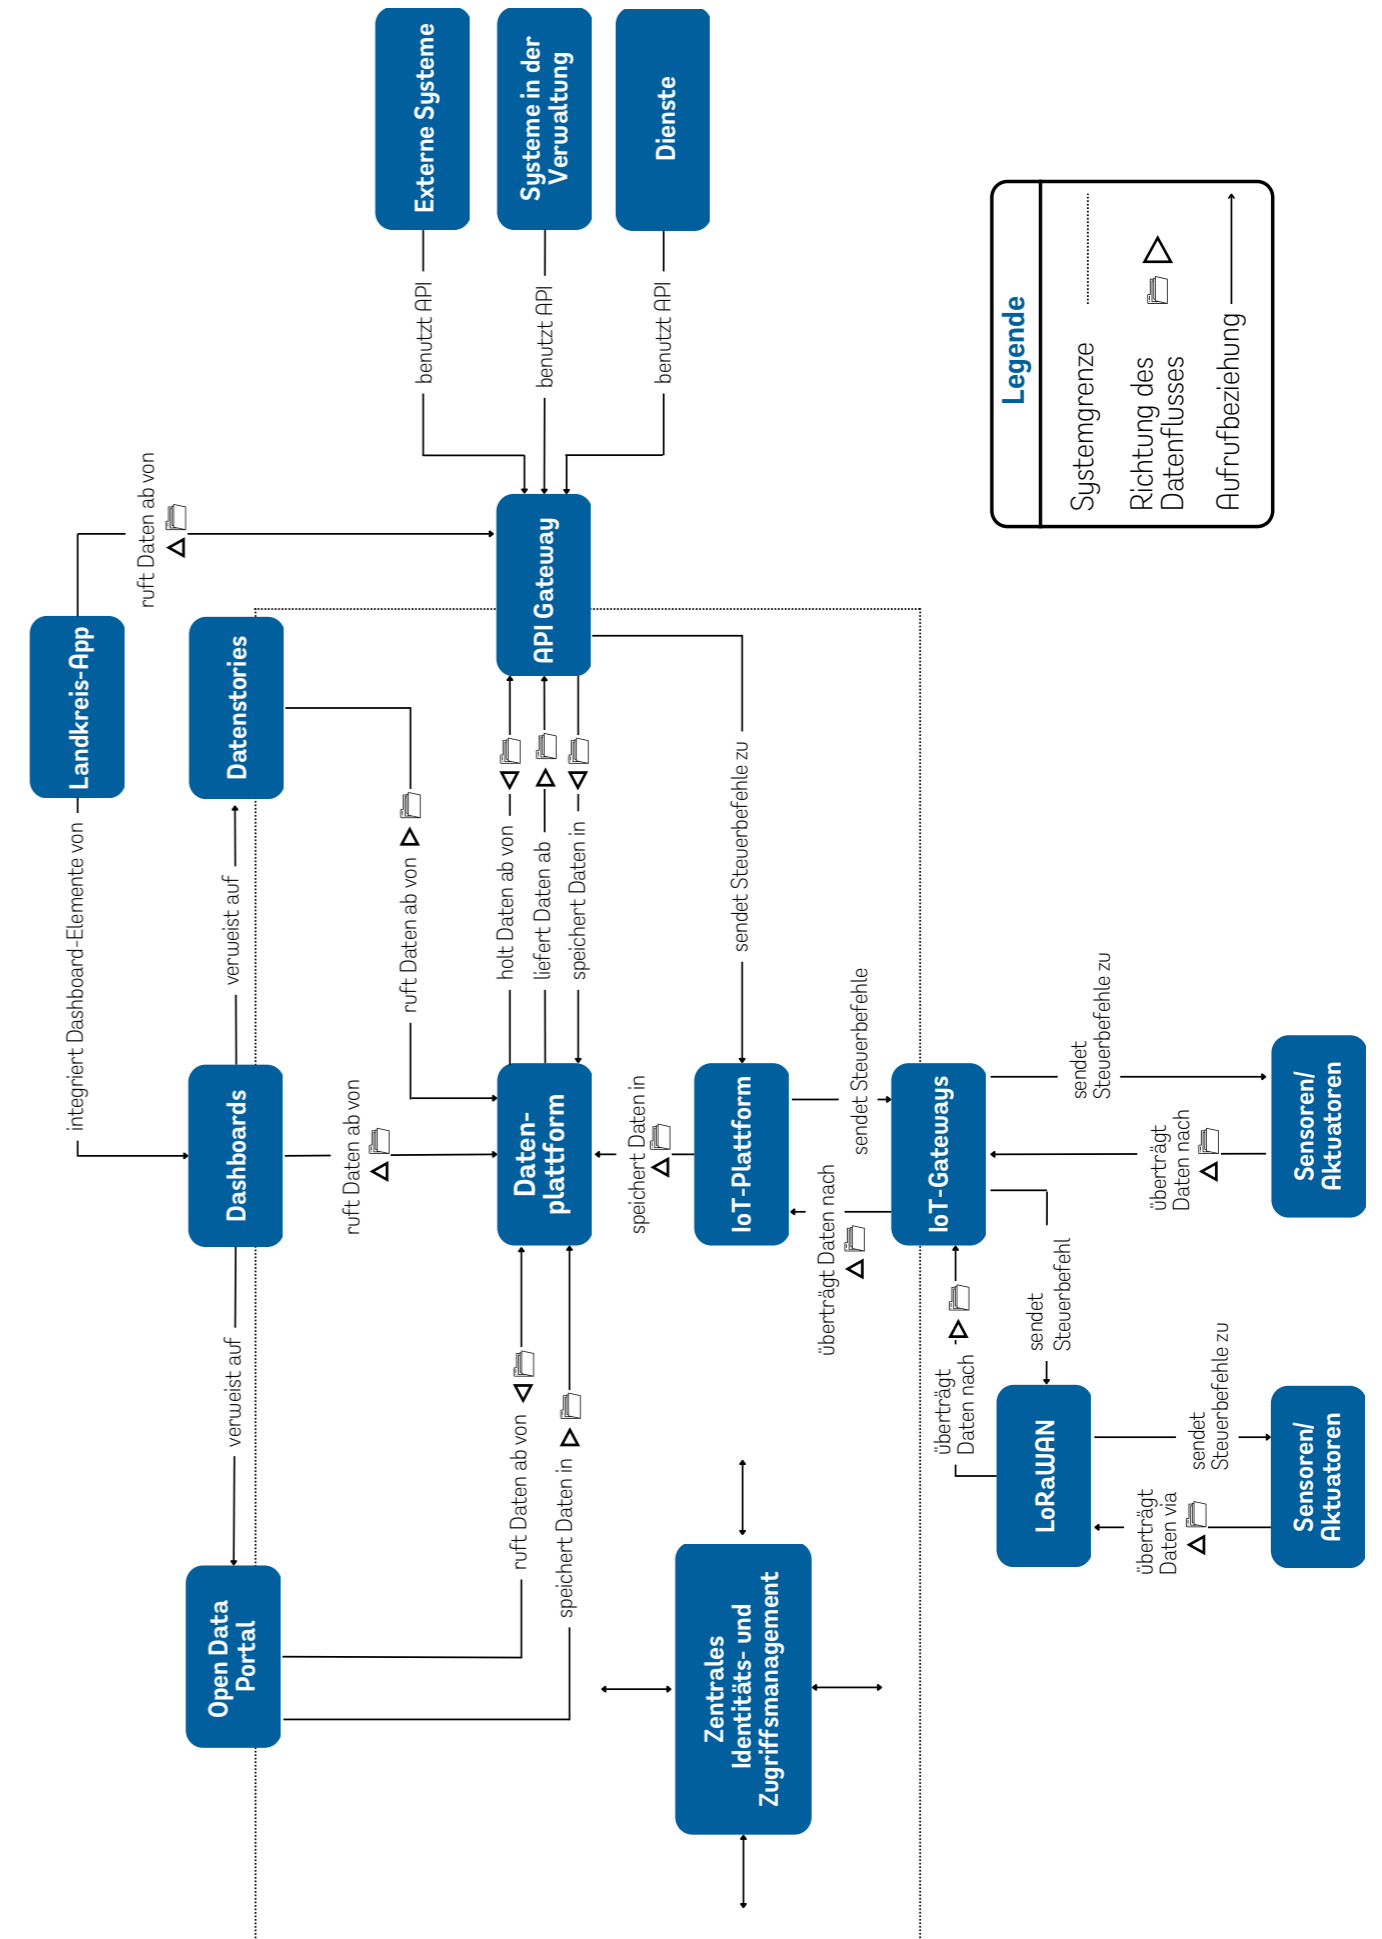 Landkreis-App
integriert Dashboard-Elemente von
ruft Daten ab von
Open Data
Portal
verweist auf
Dashboards
verweist auf
Datenstories
ruft Daten ab von
ruft Daten ab von
benutzt API
Externe Systeme
ruft Daten ab von
speichert Daten in
Daten-
plattform
holt Daten ab von
liefert Daten ab
speichert Daten in
API Gateway
benutzt API
Systeme in der
Verwaltung
benutzt API
Dienste
speichert Daten in
Zentrales
Identitäts- und
Zugriffsmanagement
IoT-Plattform
sendet Steuerbefehle zu
überträgt Daten nach
sendet Steuerbefehle
IoT-Gateways
überträgt
Daten nach
sendet
Steuerbefehl
LoRaWAN
überträgt
Daten via
sendet
Steuerbefehle zu
Sensoren/
Aktuatoren
überträgt
Daten nach
sendet
Steuerbefehle zu
Sensoren/
Aktuatoren
Legende
Systemgrenze
Richtung des
Datenflusses
Aufrufbeziehung